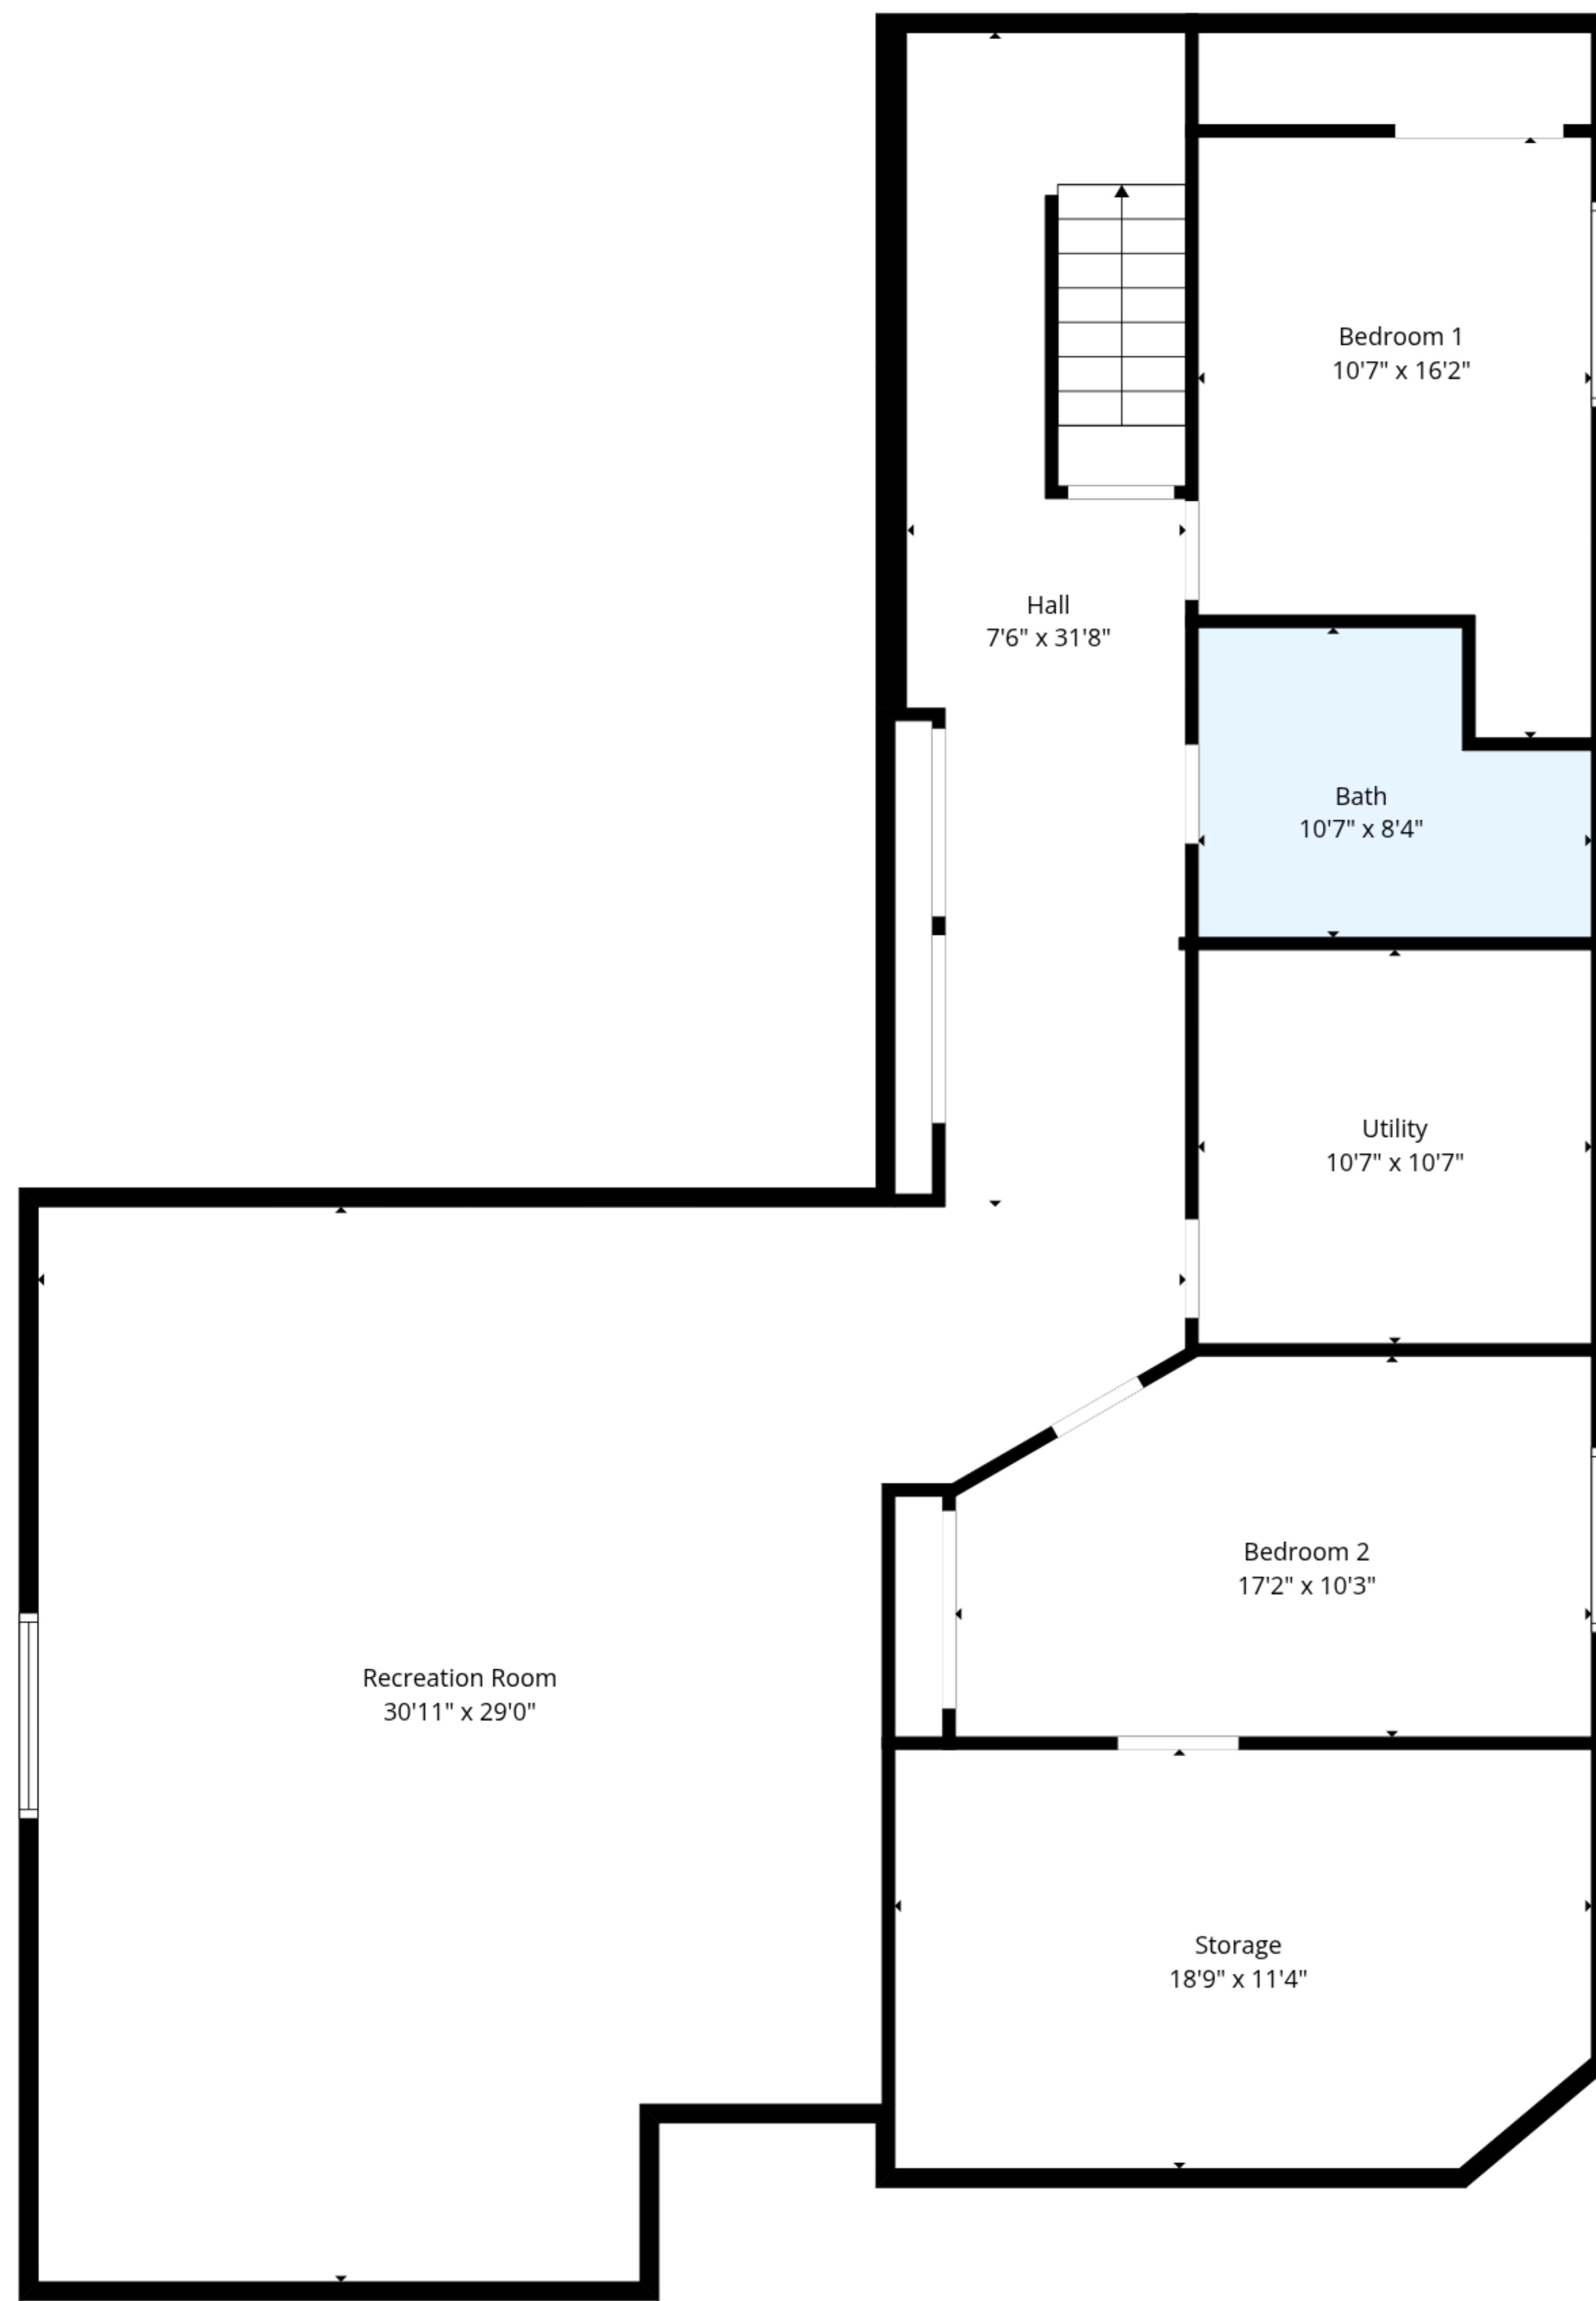 Bedroom 1
10'7" x 16'2"
Hall
7'6" x 31'8"
Bath
10'7" x 8'4"
Utility
10'7" x 10'7"
Bedroom 2
17'2" x 10'3"
Recreation Room
30'11" x 29'0"
Storage
18'9" x 11'4"